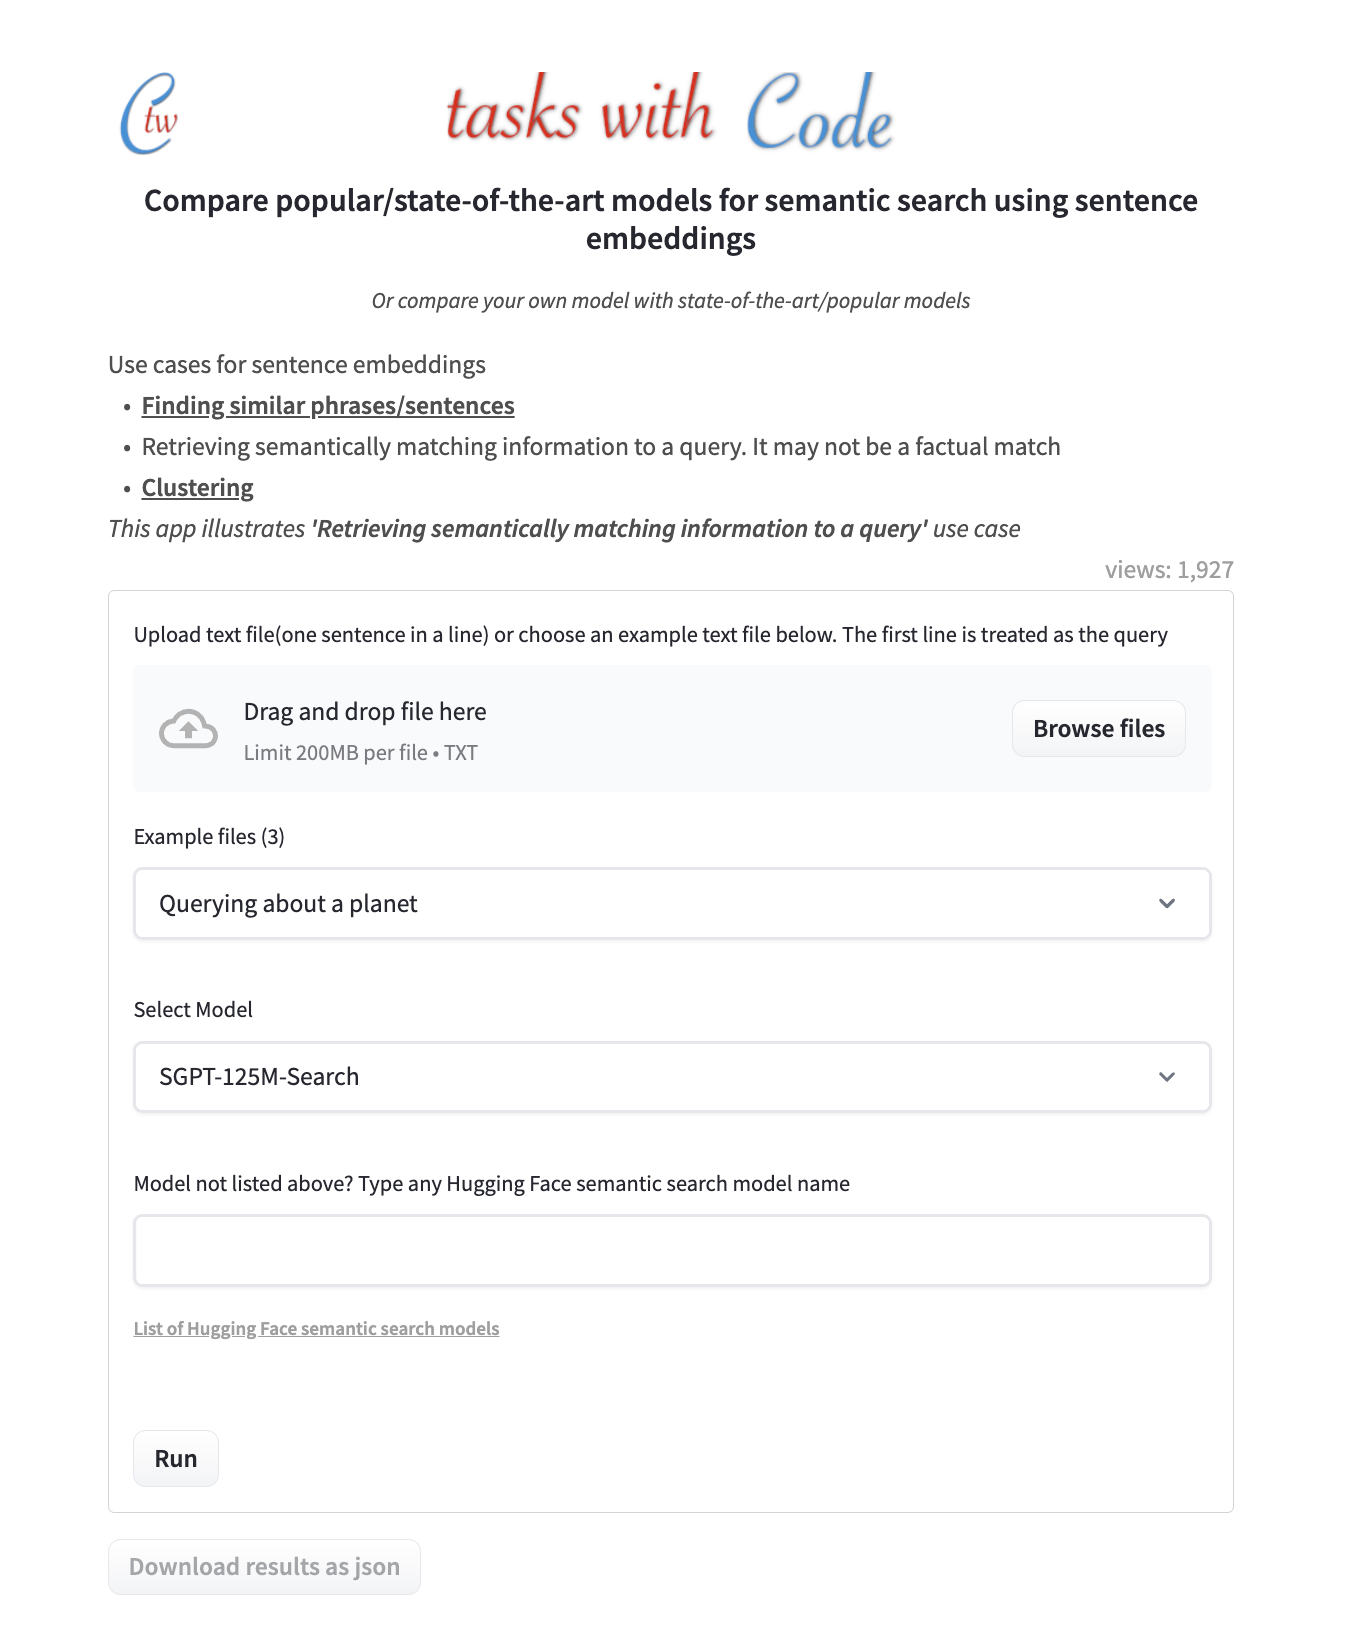 Ctw
tasks with Code
Compare popular/state-of-the-art models for semantic search using sentence
embeddings
Or compare your own model with state-of-the-art/popular models
Use cases for sentence embeddings
• Finding similar phrases/sentences
• Retrieving semantically matching information to a query. It may not be a factual match
• Clustering
This app illustrates 'Retrieving semantically matching information to a query' use case
views: 1,927
Upload text file(one sentence in a line) or choose an example text file below. The first line is treated as the query
Drag and drop file here
Limit 200MB per file • TXT
Browse files
Example files (3)
Querying about a planet
Select Model
SGPT-125M-Search
Model not listed above? Type any Hugging Face semantic search model name
List of Hugging Face semantic search models
Run
Download results as json